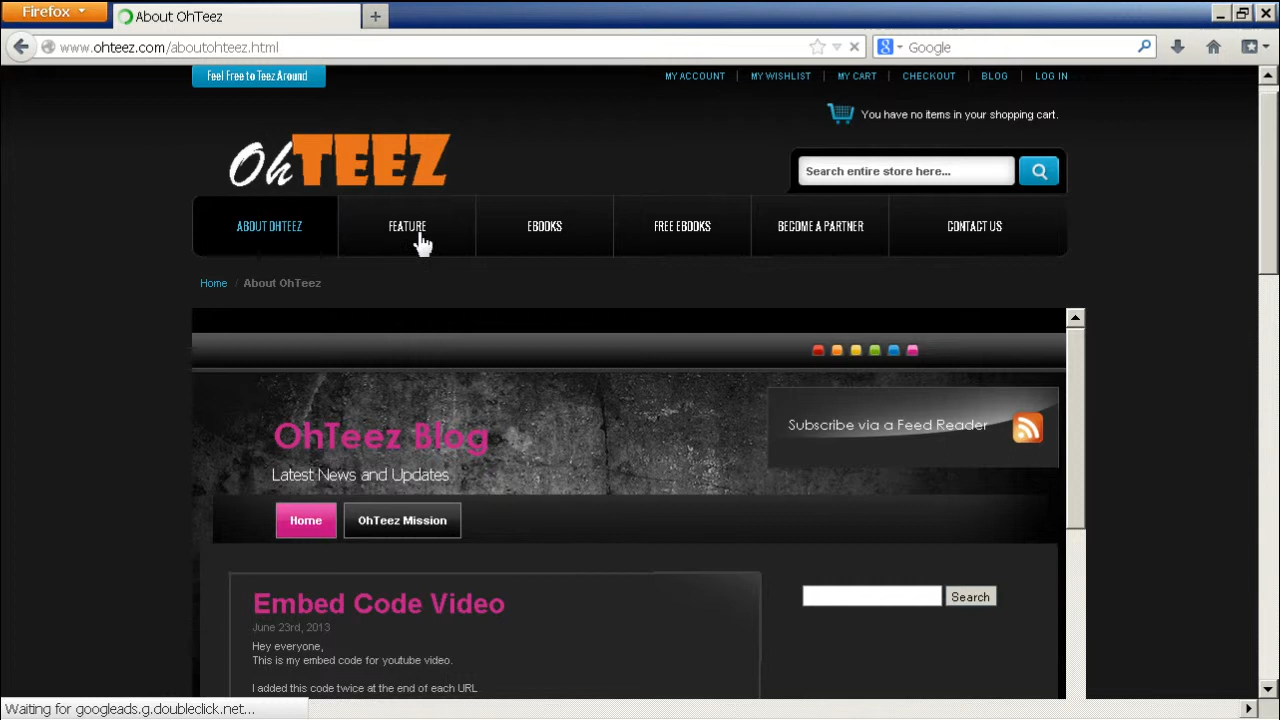 Firefox
About OhTeez
www.ohteez.com/aboutohteez.html
Google
Feel Free to Teez Around
MY ACCOUNT MY WISHLIST MY CART CHECKOUT BLOG LOG IN
You have no items in your shopping cart.
OhTEEZ
Search entire store here...
ABOUT OHTEEZ FEATURE EBOOKS FREE EBOOKS BECOME A PARTNER CONTACT US
Home / About OhTeez
OhTeez Blog
Subscribe via a Feed Reader
Latest News and Updates
Home OhTeez Mission
Embed Code Video
Search
June 23rd, 2013
Hey everyone,
This is my embed code for youtube video.
I added this code twice at the end of each URL
Waiting for googleads.g.doubleclick.net...